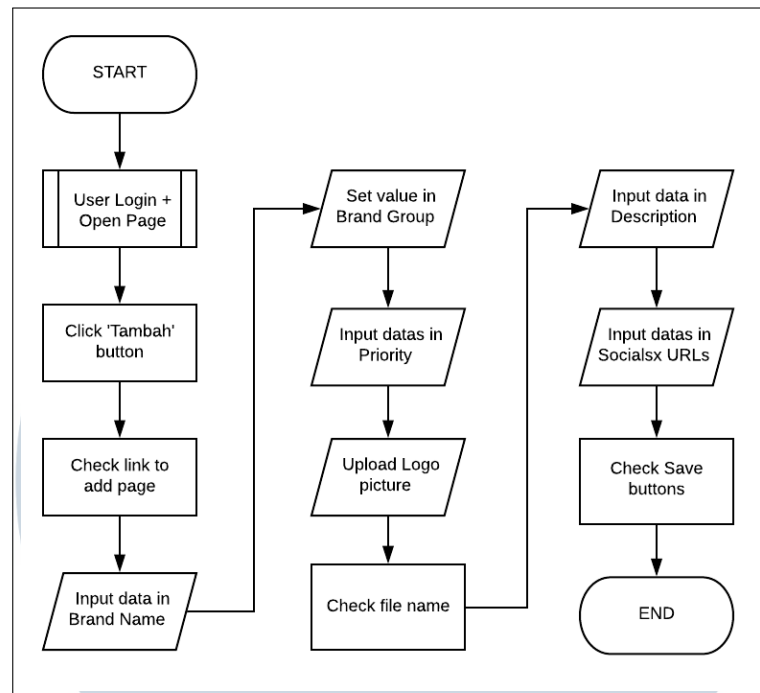 START
User Login +
Open Page
Click 'Tambah'
button
Check link to
add page
Input data in
Brand Name
Set value in
Brand Group
Input datas in
Priority
Upload Logo
picture
Check file name
Input data in
Description
Input datas in
Socialsx URLs
Check Save
buttons
END